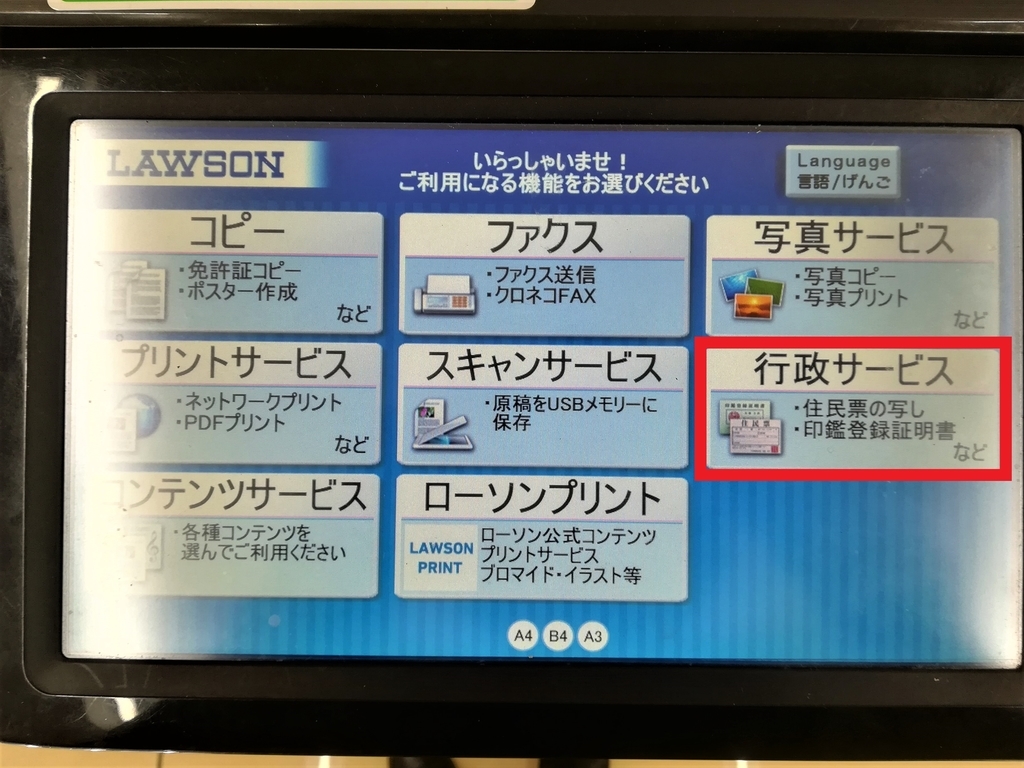 LAWSON
いらっしゃいませ！
ご利用になる機能をお選びください
Language
言語/げんご
コピー
・免許証コピー
・ポスター作成
など
ファクス
・ファクス送信
・クロネコFAX
写真サービス
・写真コピー
・写真プリント
など
プリントサービス
・ネットワークプリント
・PDFプリント
など
スキャンサービス
・原稿をUSBメモリーに
保存
行政サービス
住民票
・住民票の写し
・印鑑登録証明書
など
コンテンツサービス
・各種コンテンツを
選んでご利用ください
ローソンプリント
LAWSON
PRINT
ローソン公式コンテンツ
プリントサービス
ブロマイド・イラスト等
A4 B4 A3